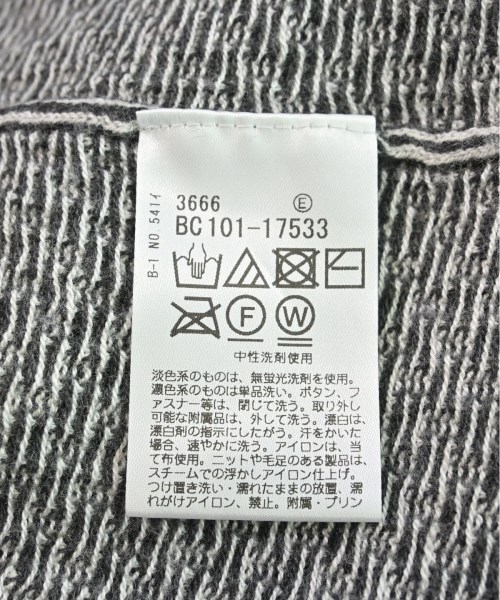 3666 Ⓔ
BC101-17533
B-1 NO.541イ
F
W
中性洗剤使用
淡色系のものは、無蛍光洗剤を使用。
濃色系のものは単品洗い。ボタン、フ
ァスナー等は、閉じて洗う。取り外し
可能な附属品は、外して洗う。漂白は、
漂白剤の指示にしたがう。汗をかいた
場合、速やかに洗う。アイロンは、当
て布使用。ニットや毛足のある製品は、
スチームでの浮かしアイロン仕上げ。
つけ置き洗い・濡れたままの放置、濡
れがけアイロン、禁止。附属・プリン